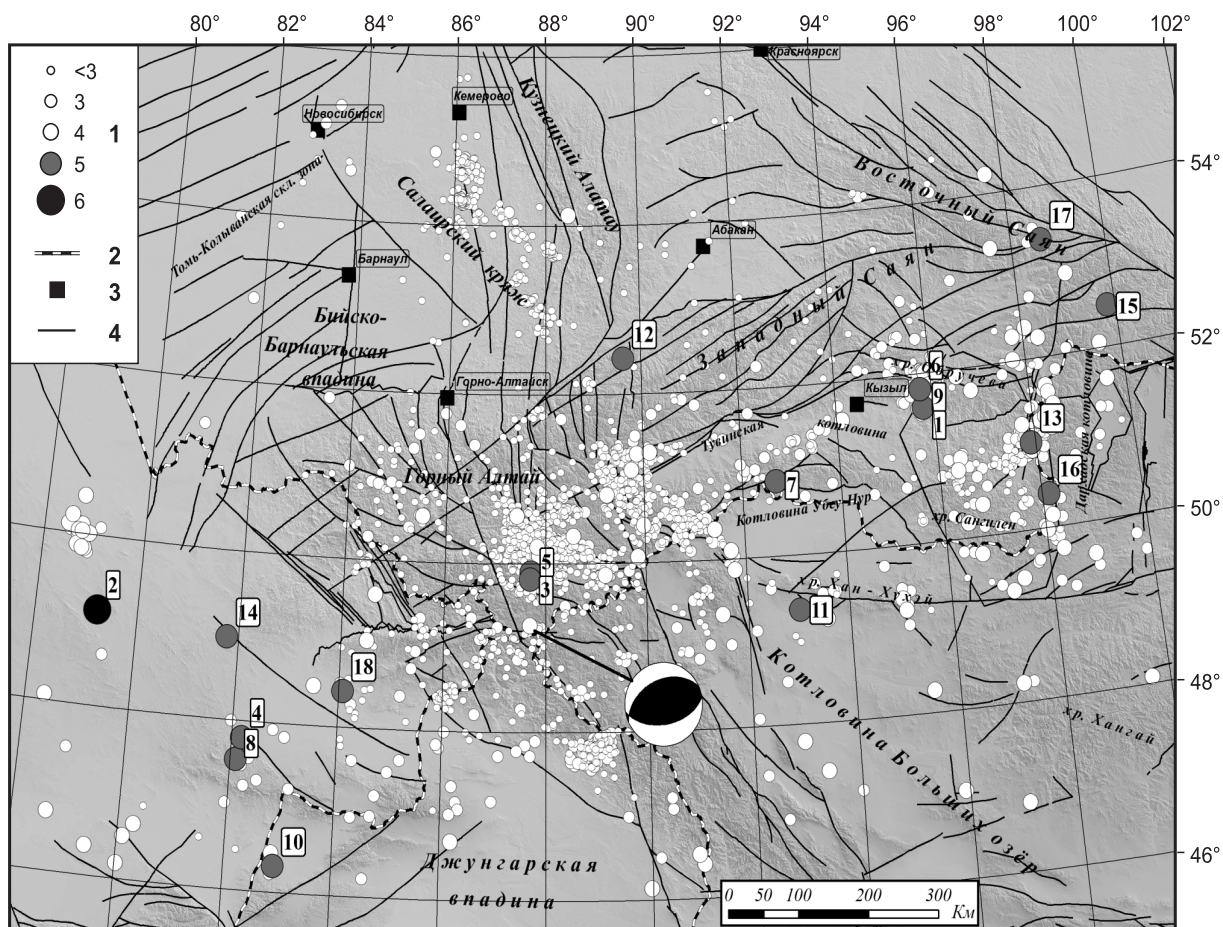 80° 82° 84° 86° 88° 90° 92° 94° 96° 98° 100° 102°
<3
3
4
1
5
6
2
3
4
Новосибирск
Кемерово
Красноярск
Кузнецкий Алатау
54°
Томь-Колыванская скл. зона
Салаирский кряж
Восточный Саян
17
Абакан
Барнаул
Западный Саян
15
Бийско-
Барнаульская
впадина
12
52°
Горно-Алтайск
6
хр. Обручева
Кызыл
9
1
13
Дархадская котловина
Тувинская
котловина
Горный Алтай
16
7
Котловина Убсу-Нур
50°
хр. Сангилен
5
3
2
хр. Хан - Хухэй
14
11
18
48°
4
8
Котловина Больших озёр
хр. Хангай
10
46°
Джунгарская
впадина
0 50 100 200 300
Км